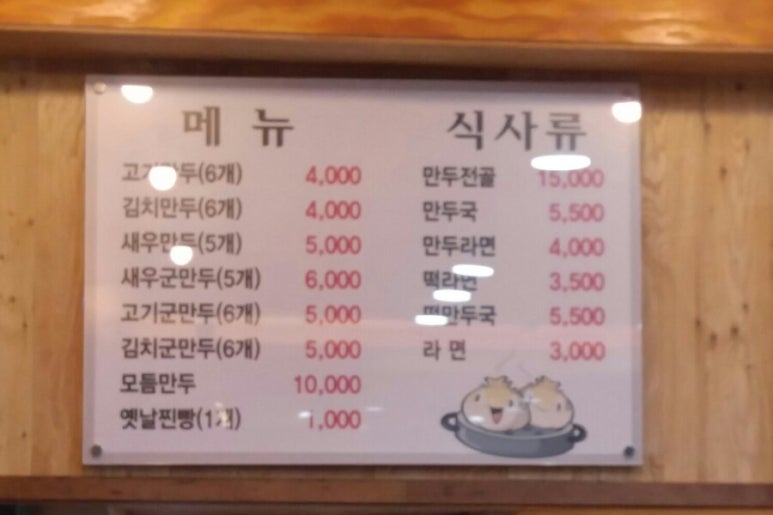 메뉴
고기만두(6개) 4,000
김치만두(6개) 4,000
새우만두(5개) 5,000
새우군만두(5개) 6,000
고기군만두(6개) 5,000
김치군만두(6개) 5,000
모듬만두 10,000
옛날찐빵(1개) 1,000
식사류
만두전골 15,000
만두국 5,500
만두라면 4,000
떡라면 3,500
떡만두국 5,500
라면 3,000